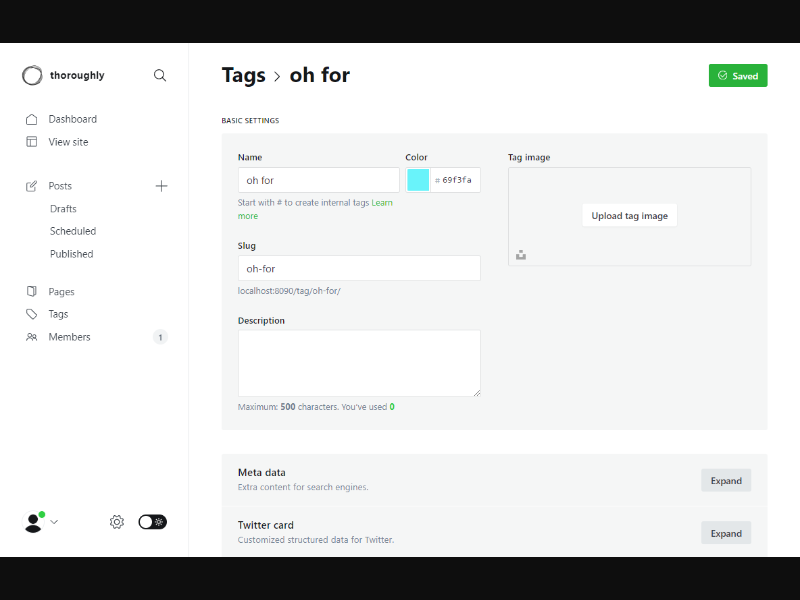 thoroughly
Dashboard
View site
Posts
Drafts
Scheduled
Published
Pages
Tags
Members 1
Tags > oh for
Saved
BASIC SETTINGS
Name
oh for
Start with # to create internal tags Learn
more
Color
# 69f3fa
Slug
oh-for
localhost:8090/tag/oh-for/
Description
Maximum: 500 characters. You've used 0
Tag image
Upload tag image
Meta data
Extra content for search engines.
Expand
Twitter card
Customized structured data for Twitter.
Expand